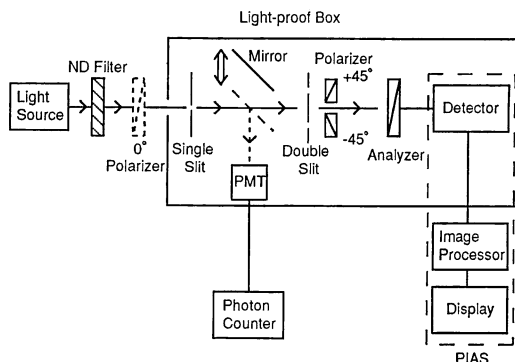 Light-proof Box
ND Filter
Mirror
Polarizer
+45°
Light
Source
0°
Polarizer
Single
Slit
Double
Slit
-45°
Analyzer
Detector
PMT
Image
Processor
Photon
Counter
Display
PIAS